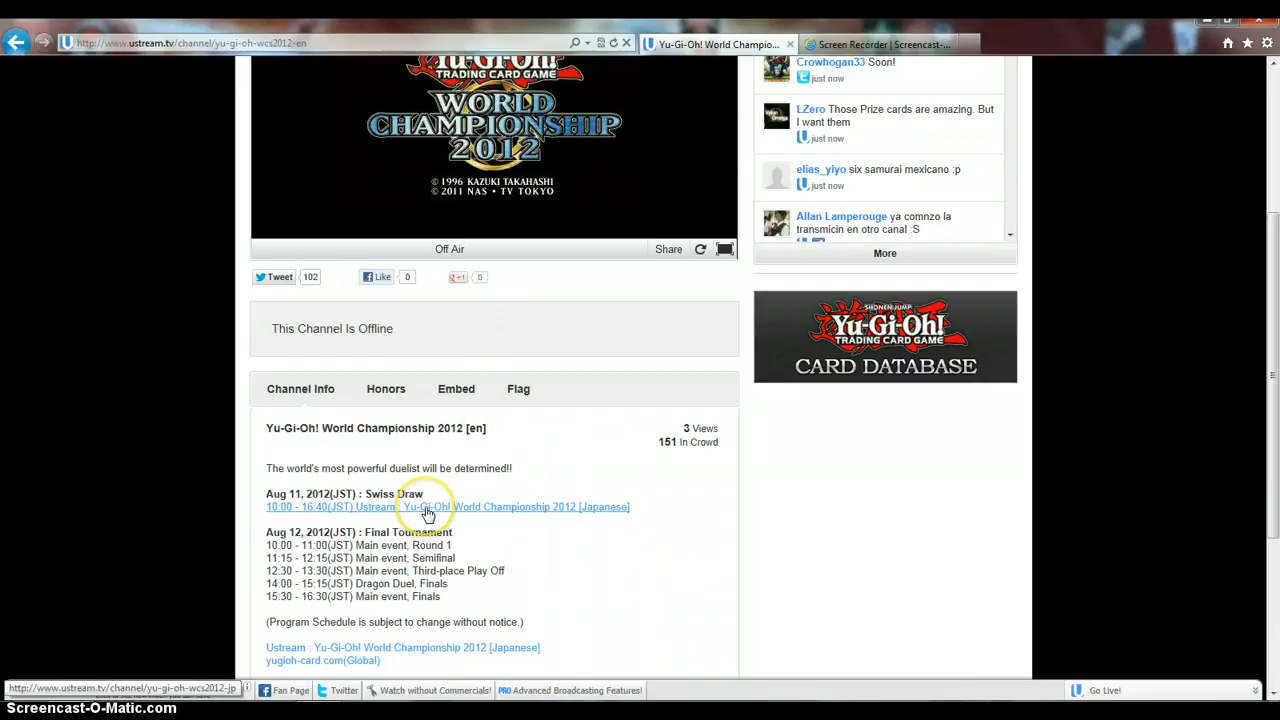 http://www.ustream.tv/channel/yu-gi-oh-wcs2012-en
Yu-Gi-Oh! World Champio...
Screen Recorder | Screencast-...
Yu-Gi-Oh!
TRADING CARD GAME
WORLD
CHAMPIONSHIP
2012
© 1996 KAZUKI TAKAHASHI
© 2011 NAS • TV TOKYO
Off Air
Share
Tweet 102
Like 0
+1 0
This Channel Is Offline
Channel Info Honors Embed Flag
Yu-Gi-Oh! World Championship 2012 [en]
3 Views
151 In Crowd
The world's most powerful duelist will be determined!!
Aug 11, 2012(JST) : Swiss Draw
10:00 - 16:40(JST) Ustream : Yu-Gi-Oh! World Championship 2012 [Japanese]
Aug 12, 2012(JST) : Final Tournament
10:00 - 11:00(JST) Main event, Round 1
11:15 - 12:15(JST) Main event, Semifinal
12:30 - 13:30(JST) Main event, Third-place Play Off
14:00 - 15:15(JST) Dragon Duel, Finals
15:30 - 16:30(JST) Main event, Finals
(Program Schedule is subject to change without notice.)
Ustream : Yu-Gi-Oh! World Championship 2012 [Japanese]
yugioh-card.com(Global)
Crowhogan33 Soon!
just now
LZero Those Prize cards are amazing. But
I want them
just now
elias_yiyo six samurai mexicano ;p
just now
Allan Lamperouge ya comnzo la
transmicin en otro canal :S
More
SHONEN JUMP
Yu-Gi-Oh!
TRADING CARD GAME
CARD DATABASE
http://www.ustream.tv/channel/yu-gi-oh-wcs2012-jp
Fan Page
Twitter
Watch without Commercials!
PRO Advanced Broadcasting Features!
Go Live!
Screencast-O-Matic.com